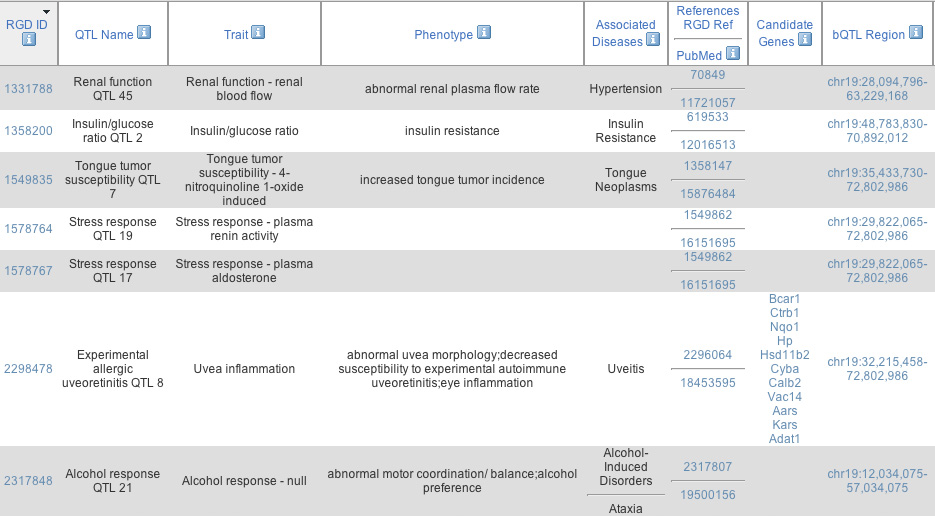 RGD ID
QTL Name
Trait
Phenotype
Associated
Diseases
References
RGD Ref
PubMed
Candidate
Genes
bQTL Region
1331788
Renal function
QTL 45
Renal function - renal
blood flow
abnormal renal plasma flow rate
Hypertension
70849
11721057
chr19:28,094,796-
63,229,168
1358200
Insulin/glucose
ratio QTL 2
Insulin/glucose ratio
insulin resistance
Insulin
Resistance
619533
12016513
chr19:48,783,830-
70,892,012
1549835
Tongue tumor
susceptibility QTL
7
Tongue tumor
susceptibility - 4-
nitroquinoline 1-oxide
induced
increased tongue tumor incidence
Tongue
Neoplasms
1358147
15876484
chr19:35,433,730-
72,802,986
1578764
Stress response
QTL 19
Stress response - plasma
renin activity
1549862
16151695
chr19:29,822,065-
72,802,986
1578767
Stress response
QTL 17
Stress response - plasma
aldosterone
1549862
16151695
chr19:29,822,065-
72,802,986
2298478
Experimental
allergic
uveoretinitis QTL 8
Uvea inflammation
abnormal uvea morphology;decreased
susceptibility to experimental autoimmune
uveoretinitis;eye inflammation
Uveitis
2296064
18453595
Bcar1
Ctrb1
Nqo1
Hp
Hsd11b2
Cyba
Calb2
Vac14
Aars
Kars
Adat1
chr19:32,215,458-
72,802,986
2317848
Alcohol response
QTL 21
Alcohol response - null
abnormal motor coordination/ balance;alcohol
preference
Alcohol-
Induced
Disorders
Ataxia
2317807
19500156
chr19:12,034,075-
57,034,075